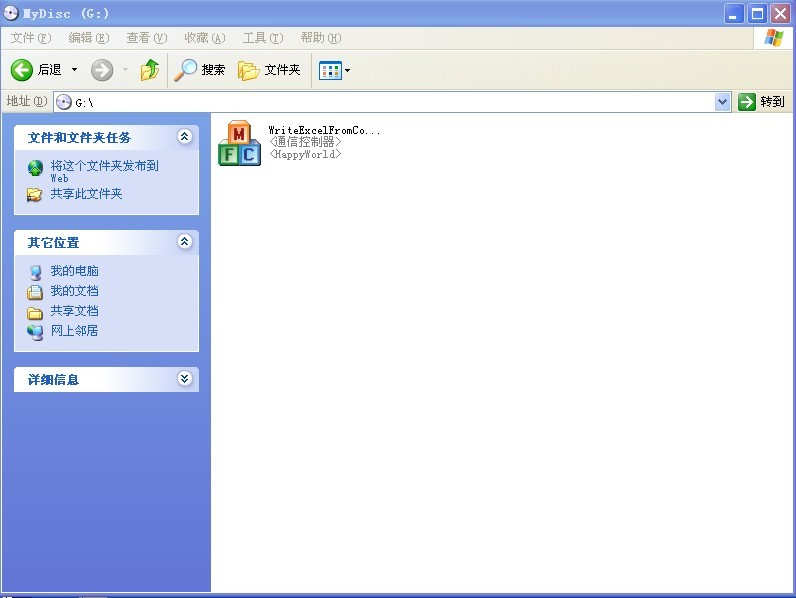 MyDisc (G:)
文件(F) 编辑(E) 查看(V) 收藏(A) 工具(T) 帮助(H)
后退 搜索 文件夹
地址(D) G:\ 转到
文件和文件夹任务
将这个文件夹发布到
Web
共享此文件夹
其它位置
我的电脑
我的文档
共享文档
网上邻居
详细信息
M
F C
WriteExcelFromCo...
<通信控制器>
<HappyWorld>